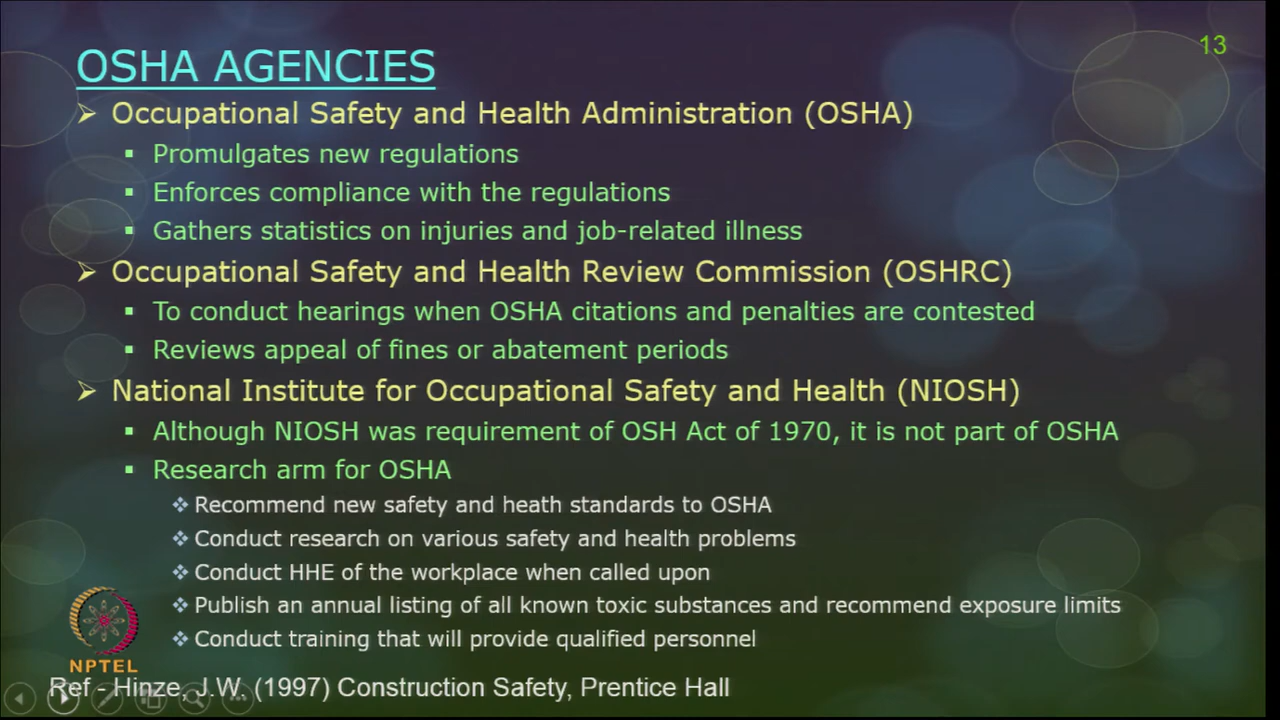 13
OSHA AGENCIES
Occupational Safety and Health Administration (OSHA)
Promulgates new regulations
Enforces compliance with the regulations
Gathers statistics on injuries and job-related illness
Occupational Safety and Health Review Commission (OSHRC)
To conduct hearings when OSHA citations and penalties are contested
Reviews appeal of fines or abatement periods
National Institute for Occupational Safety and Health (NIOSH)
Although NIOSH was requirement of OSH Act of 1970, it is not part of OSHA
Research arm for OSHA
Recommend new safety and heath standards to OSHA
Conduct research on various safety and health problems
Conduct HHE of the workplace when called upon
Publish an annual listing of all known toxic substances and recommend exposure limits
Conduct training that will provide qualified personnel
NPTEL
Ref - Hinze, J.W. (1997) Construction Safety, Prentice Hall